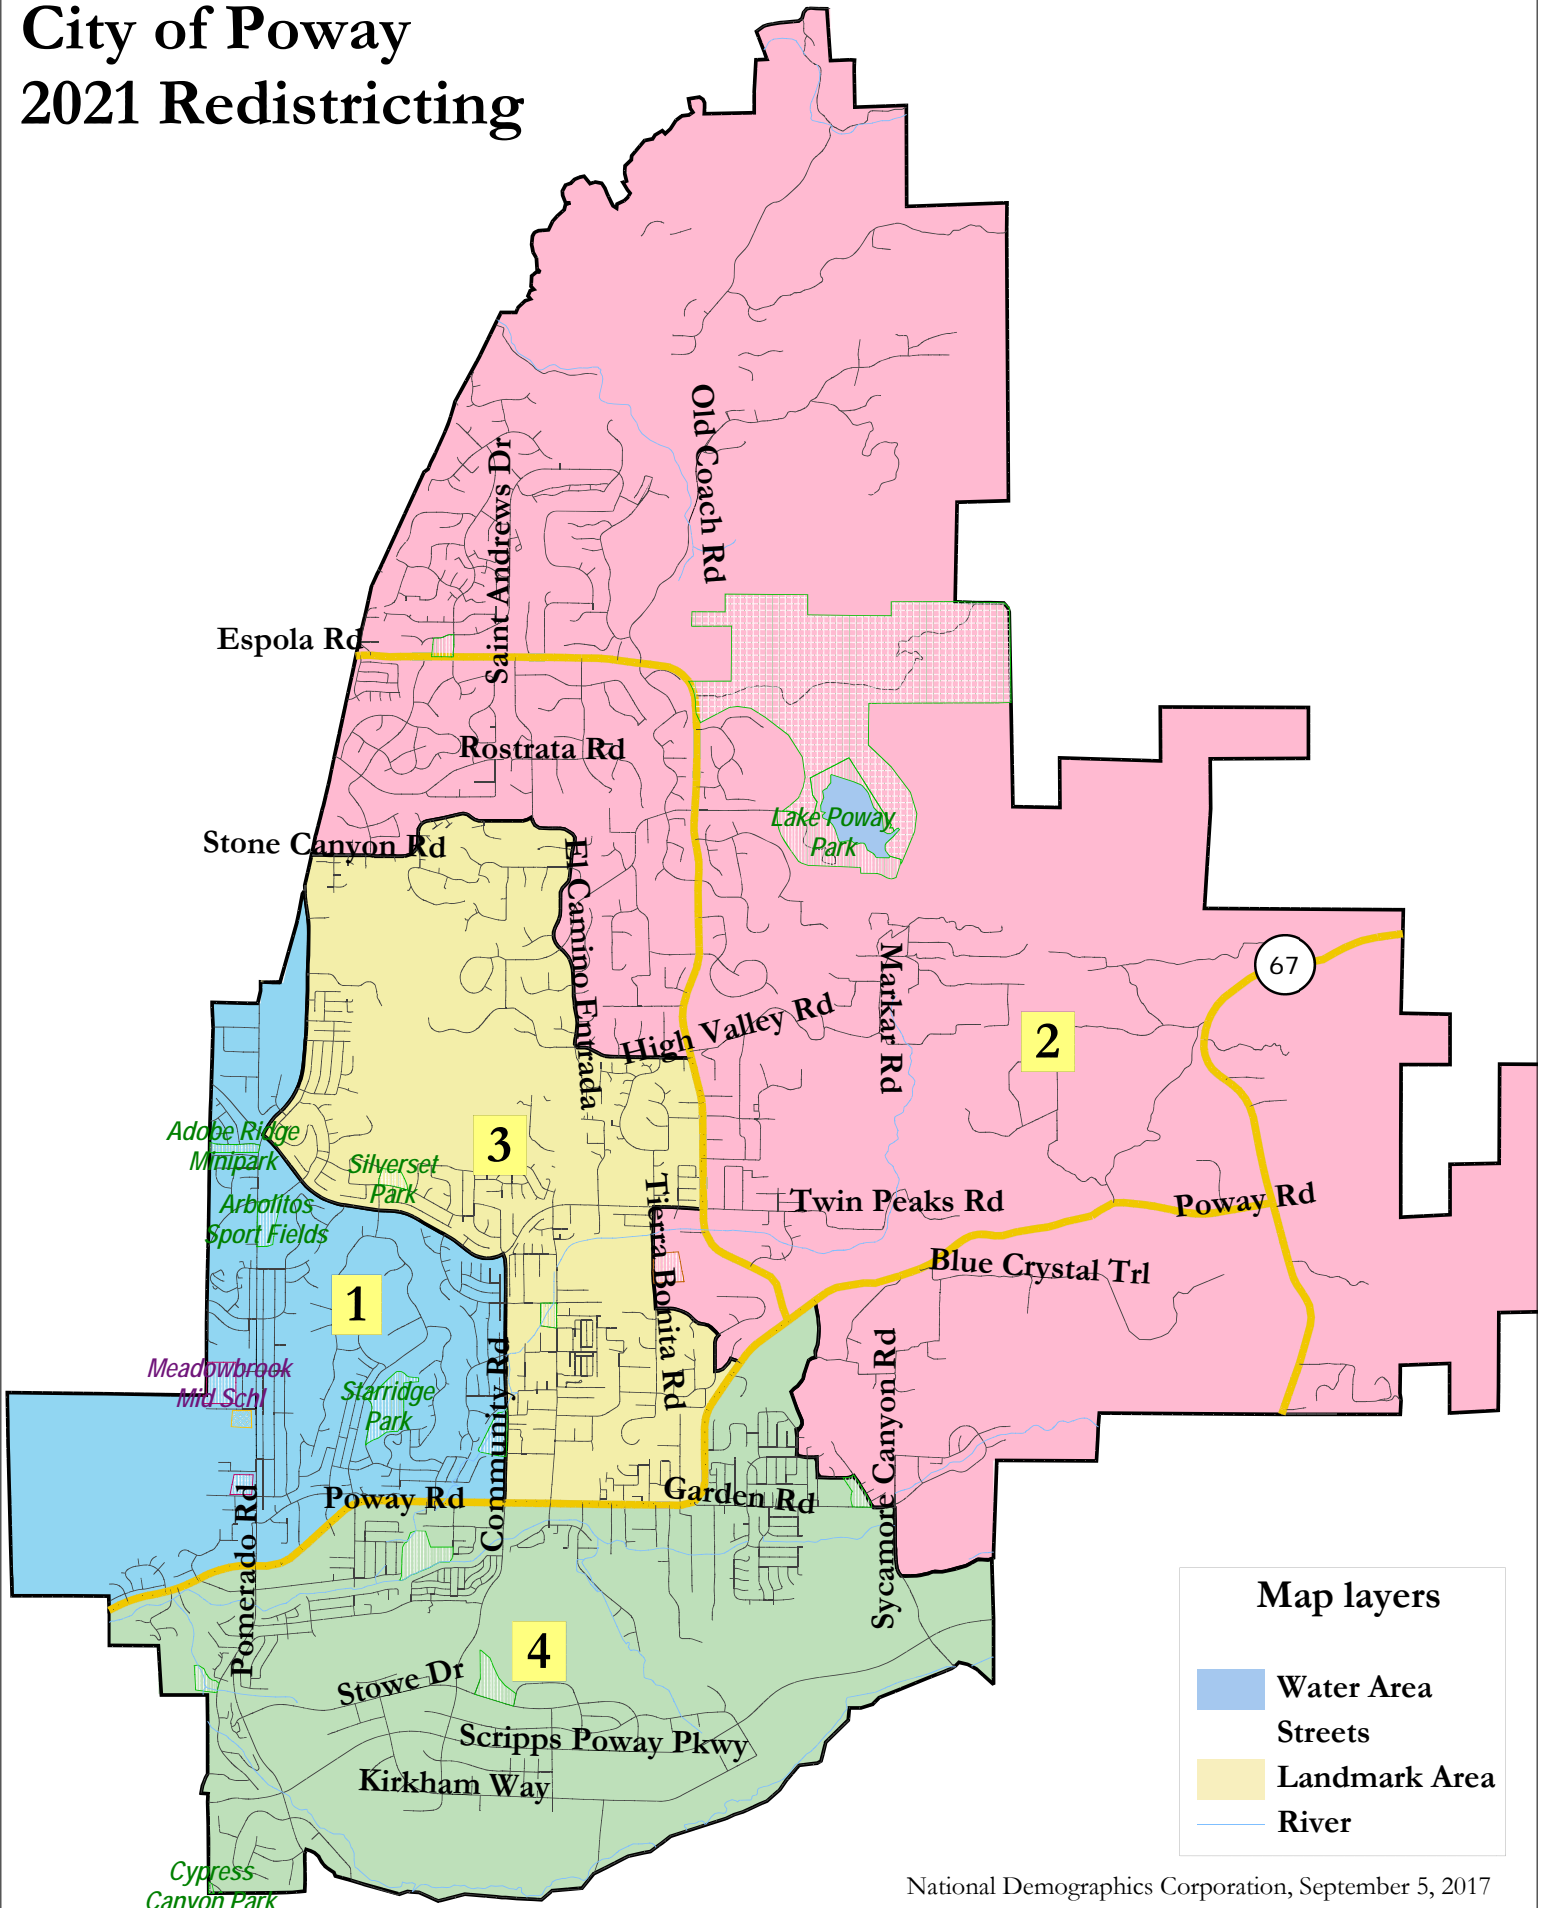 City of Poway
2021 Redistricting
Old Coach Rd
Saint Andrews Dr
Espola Rd
Rostrata Rd
Lake Poway
Park
Stone Canyon Rd
El Camino Entrada
Markar Rd
67
High Valley Rd
2
Adobe Ridge
Minipark
3
Silverset
Park
Arbolitos
Sport Fields
Tierra Bonita Rd
Twin Peaks Rd
Poway Rd
Blue Crystal Trl
1
Meadowbrook
Mid Schl
Starridge
Park
Community Rd
Sycamore Canyon Rd
Poway Rd
Garden Rd
Pomerado Rd
4
Stowe Dr
Scripps Poway Pkwy
Kirkham Way
Cypress
Canyon Park
Map layers
Water Area
Streets
Landmark Area
River
National Demographics Corporation, September 5, 2017